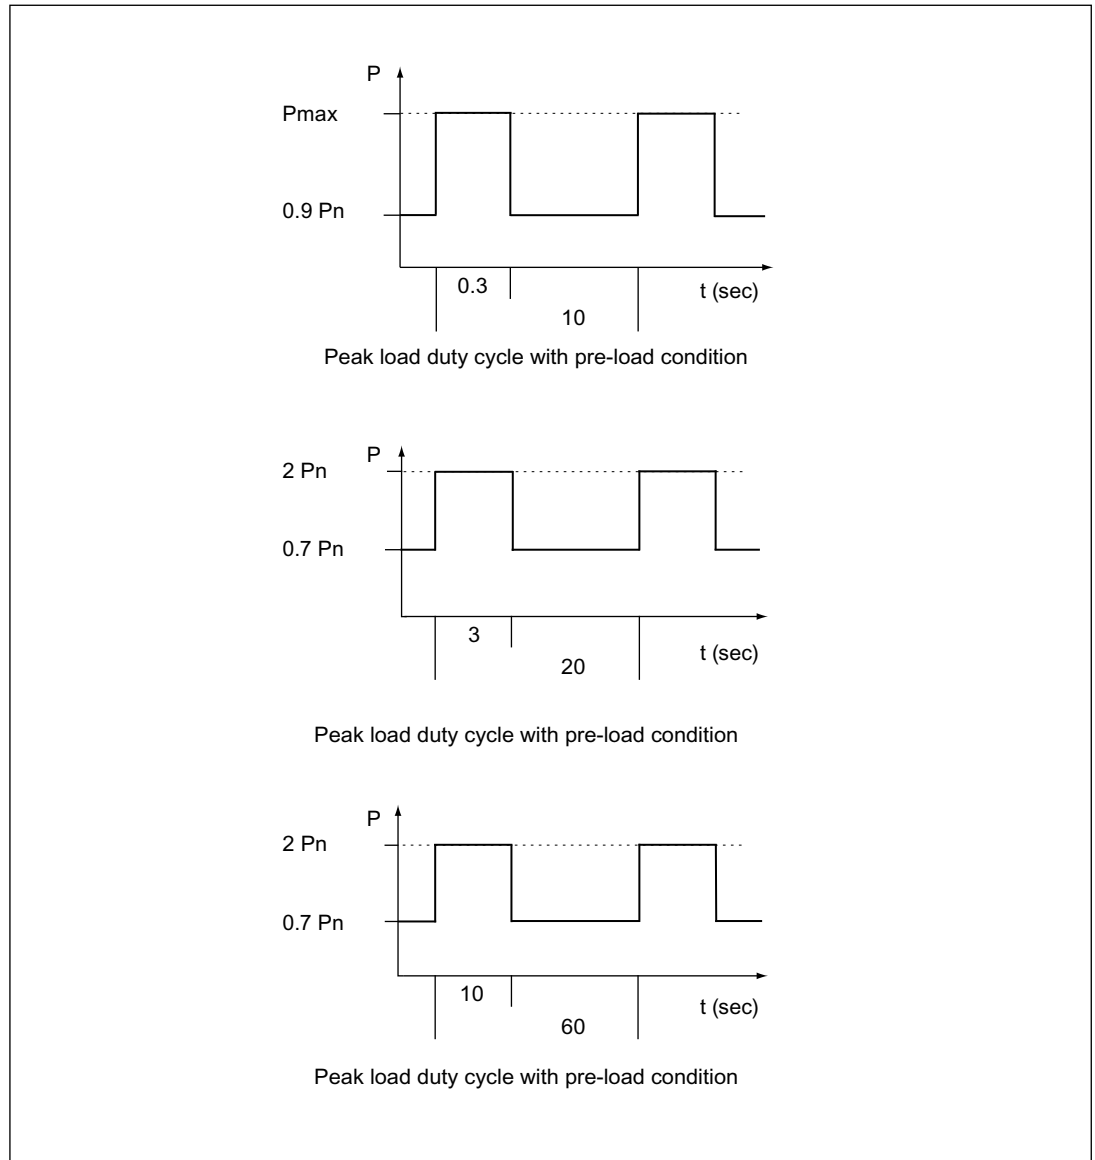 P
Pmax
0.9 Pn
0.3
t (sec)
10
Peak load duty cycle with pre-load condition
P
2 Pn
0.7 Pn
3
t (sec)
20
Peak load duty cycle with pre-load condition
P
2 Pn
0.7 Pn
10
t (sec)
60
Peak load duty cycle with pre-load condition